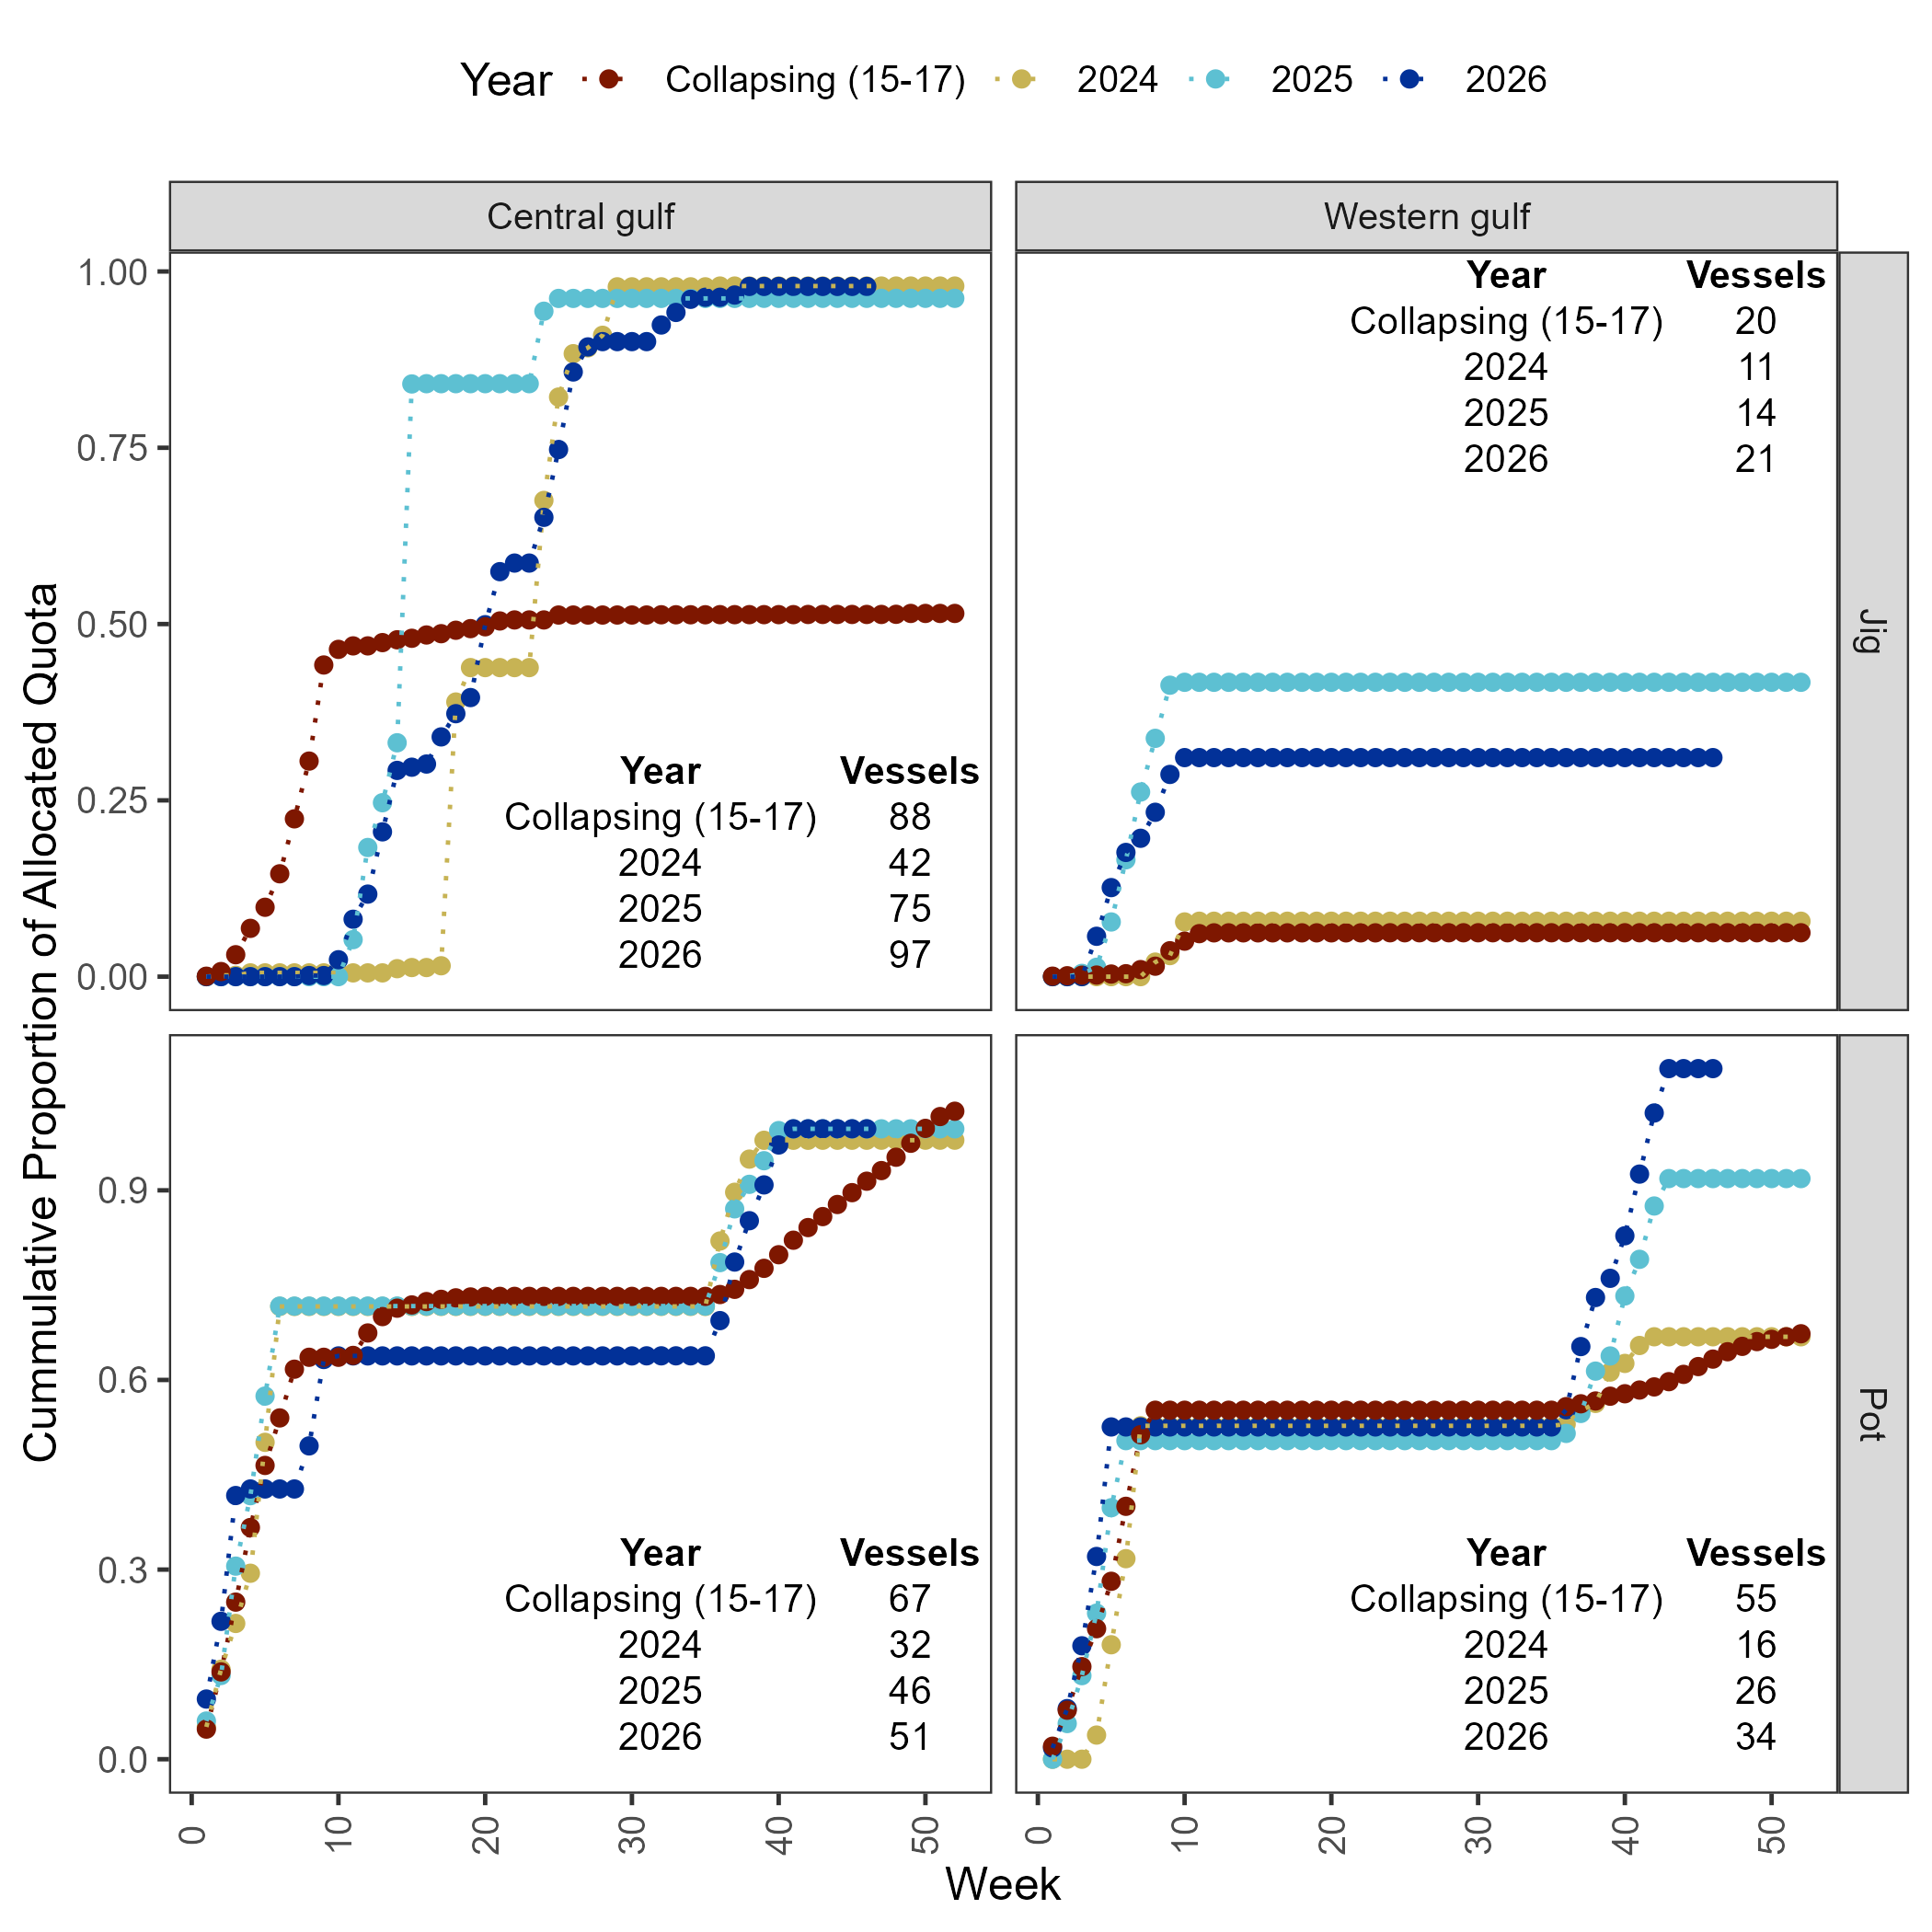 Year Collapsing (15-17) 2024 2025 2026
Central gulf
Western gulf
Cummulative Proportion of Allocated Quota
1.00
0.75
0.50
0.25
0.00
Year Vessels
Collapsing (15-17) 88
2024 42
2025 75
2026 97
Year Vessels
Collapsing (15-17) 20
2024 11
2025 14
2026 21
Jig
0.9
0.6
0.3
0.0
Year Vessels
Collapsing (15-17) 67
2024 32
2025 46
2026 51
Year Vessels
Collapsing (15-17) 55
2024 16
2025 26
2026 34
Pot
0 10 20 30 40 50
0 10 20 30 40 50
Week